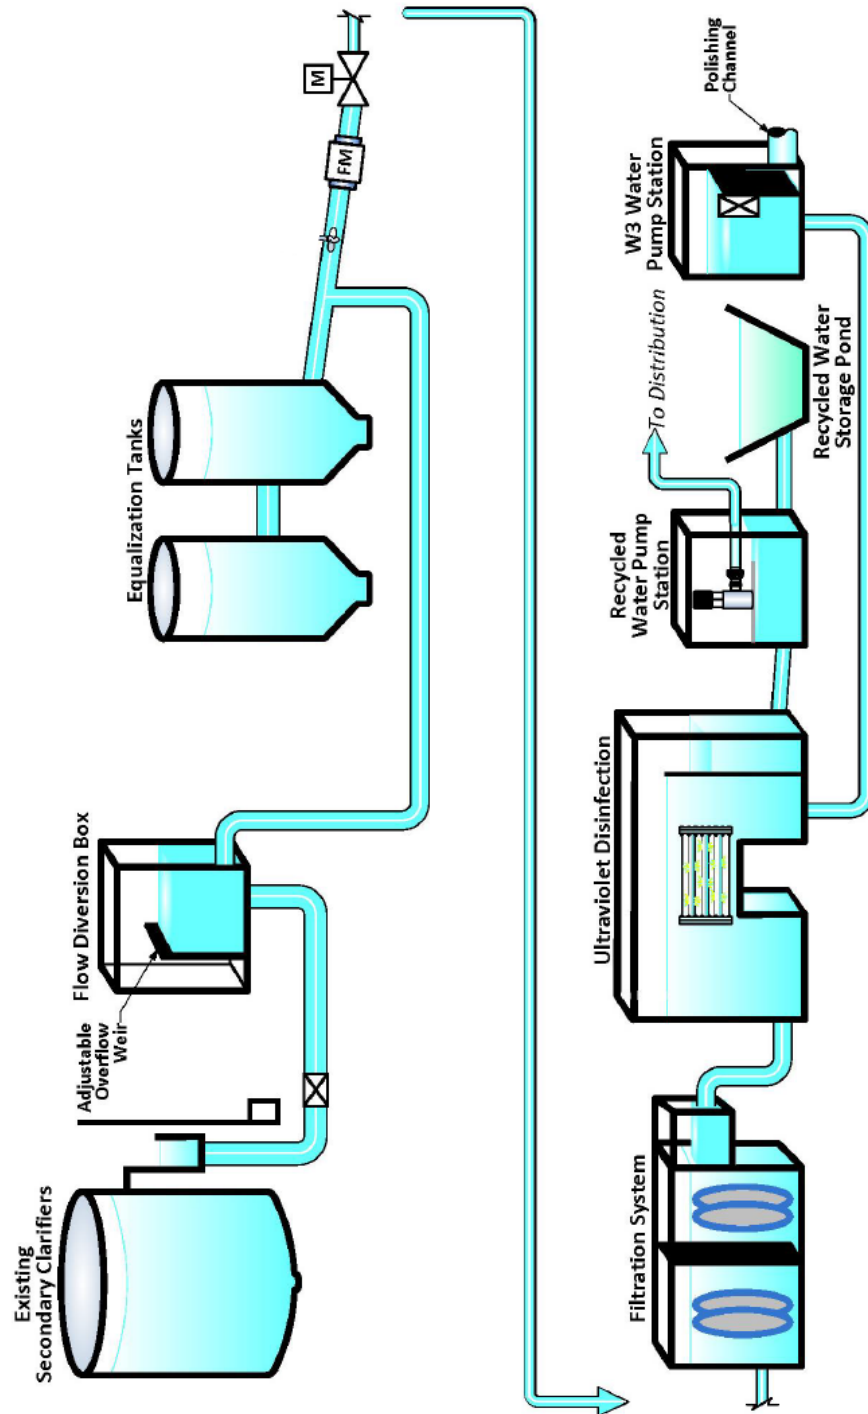 Existing
Secondary Clarifiers
Adjustable
Overflow
Weir
Flow Diversion Box
Equalization Tanks
FM
M
Filtration System
Ultraviolet Disinfection
Recycled
Water Pump
Station
To Distribution
Recycled Water
Storage Pond
W3 Water
Pump Station
Polishing
Channel